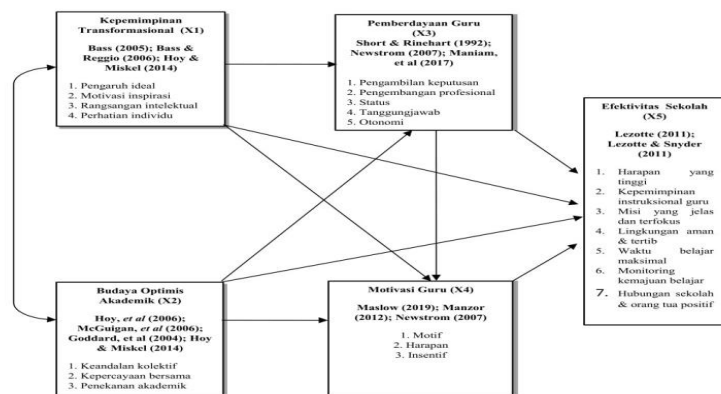 Kepemimpinan
Transformasional (X1)
Bass (2005); Bass &
Reggio (2006); Hoy &
Miskel (2014)
1. Pengaruh ideal
2. Motivasi inspirasi
3. Rangsangan intelektual
4. Perhatian individu
Pemberdayaan Guru
(X3)
Short & Rinehart (1992);
Newstrom (2007); Maniam,
et al (2017)
1. Pengambilan keputusan
2. Pengembangan profesional
3. Status
4. Tanggungjawab
5. Otonomi
Budaya Optimis
Akademik (X2)
Hoy, et al (2006);
McGuigan, et al (2006);
Goddard, et al (2004); Hoy
& Miskel (2014)
1. Keandalan kolektif
2. Kepercayaan bersama
3. Penekanan akademik
Motivasi Guru (X4)
Maslow (2019); Manzor
(2012); Newstrom (2007)
1. Motif
2. Harapan
3. Insentif
Efektivitas Sekolah
(X5)
Lezotte (2011);
Lezotte & Snyder
(2011)
1. Harapan yang
tinggi
2. Kepemimpinan
instruksional guru
3. Misi yang jelas
dan terfokus
4. Lingkungan aman
& tertib
5. Waktu belajar
maksimal
6. Monitoring
kemajuan belajar
7. Hubungan sekolah
& orang tua positif